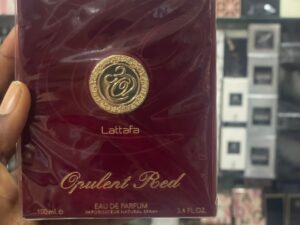 Lattafa
Opulent Red
EAU DE PARFUM
100ml.e 3.4 FL.OZ.
VAPORISATEUR NATURAL SPRAY